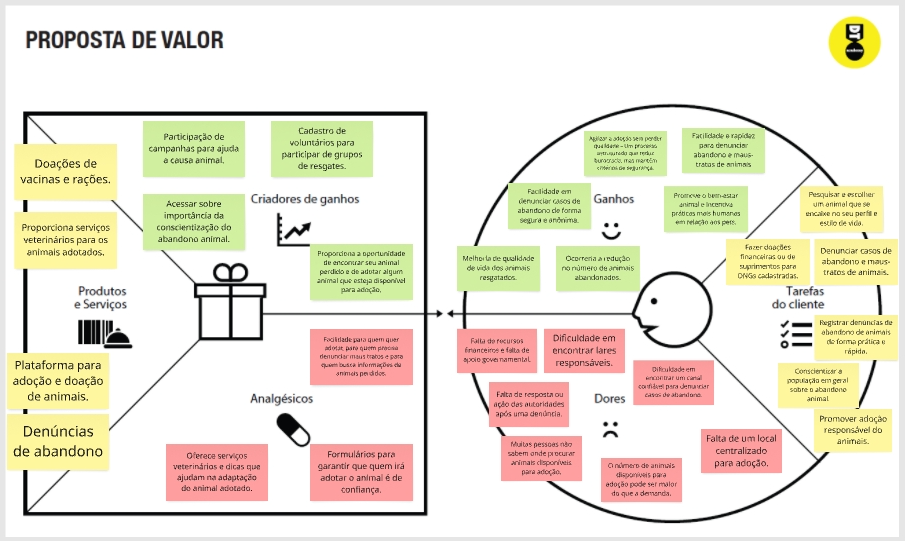 PROPOSTA DE VALOR
Doações de
vacinas e rações.
Proporciona serviços
veterinários para os
animais adotados.
Produtos
e Serviços
Plataforma para
adoção e doação
de animais.
Denúncias
de abandono
Participação de
campanhas para ajuda
a causa animal.
Cadastro de
voluntários para
participar de grupos
de resgates.
Acessar sobre
importância da
conscientização do
abandono animal.
Criadores de ganhos
Proporciona a oportunidade
de encontrar seu animal
perdido e de adotar algum
animal que esteja disponível
para adoção.
Facilidade para quem quer
adotar, para quem precisa
denunciar maus tratos e para
quem busca informações de
animais perdidos.
Analgésicos
Oferece serviços
veterinários e dicas que
ajudam na adaptação
do animal adotado.
Formulários para
garantir que quem irá
adotar o animal é de
confiança.
Agilizar a adoção sem perder
qualidade – Um processo
estruturado que reduz
burocracia, mas mantém
critérios de segurança.
Facilidade e rapidez
para denunciar
abandono e maus-
tratos de animais
Facilidade em
denunciar casos de
abandono de forma
segura e anônima.
Ganhos
Promove o bem-estar
animal e incentiva
práticas mais humanas
em relação aos pets.
Melhoria de qualidade
de vida dos animais
resgatados.
Ocorreria a redução
no número de animais
abandonados.
Pesquisar e escolher
um animal que se
encaixe no seu perfil e
estilo de vida.
Fazer doações
financeiras ou de
suprimentos para
ONGs cadastradas.
Denunciar casos de
abandono e maus-
tratos de animais.
Tarefas
do cliente
Registrar denúncias de
abandono de animais
de forma prática e
rápida.
Conscientizar a
população em geral
sobre o abandono
animal.
Promover adoção
responsável do
animal.
Falta de recursos
financeiros e falta de
apoio governamental.
Dificuldade em
encontrar lares
responsáveis.
Dificuldade em
encontrar um canal
confiável para denunciar
casos de abandono.
Falta de resposta ou
ação das autoridades
após uma denúncia.
Dores
Muitas pessoas não
sabem onde procurar
animais disponíveis
para adoção.
O número de animais
disponíveis para
adoção pode ser maior
do que a demanda.
Falta de um local
centralizado
para adoção.